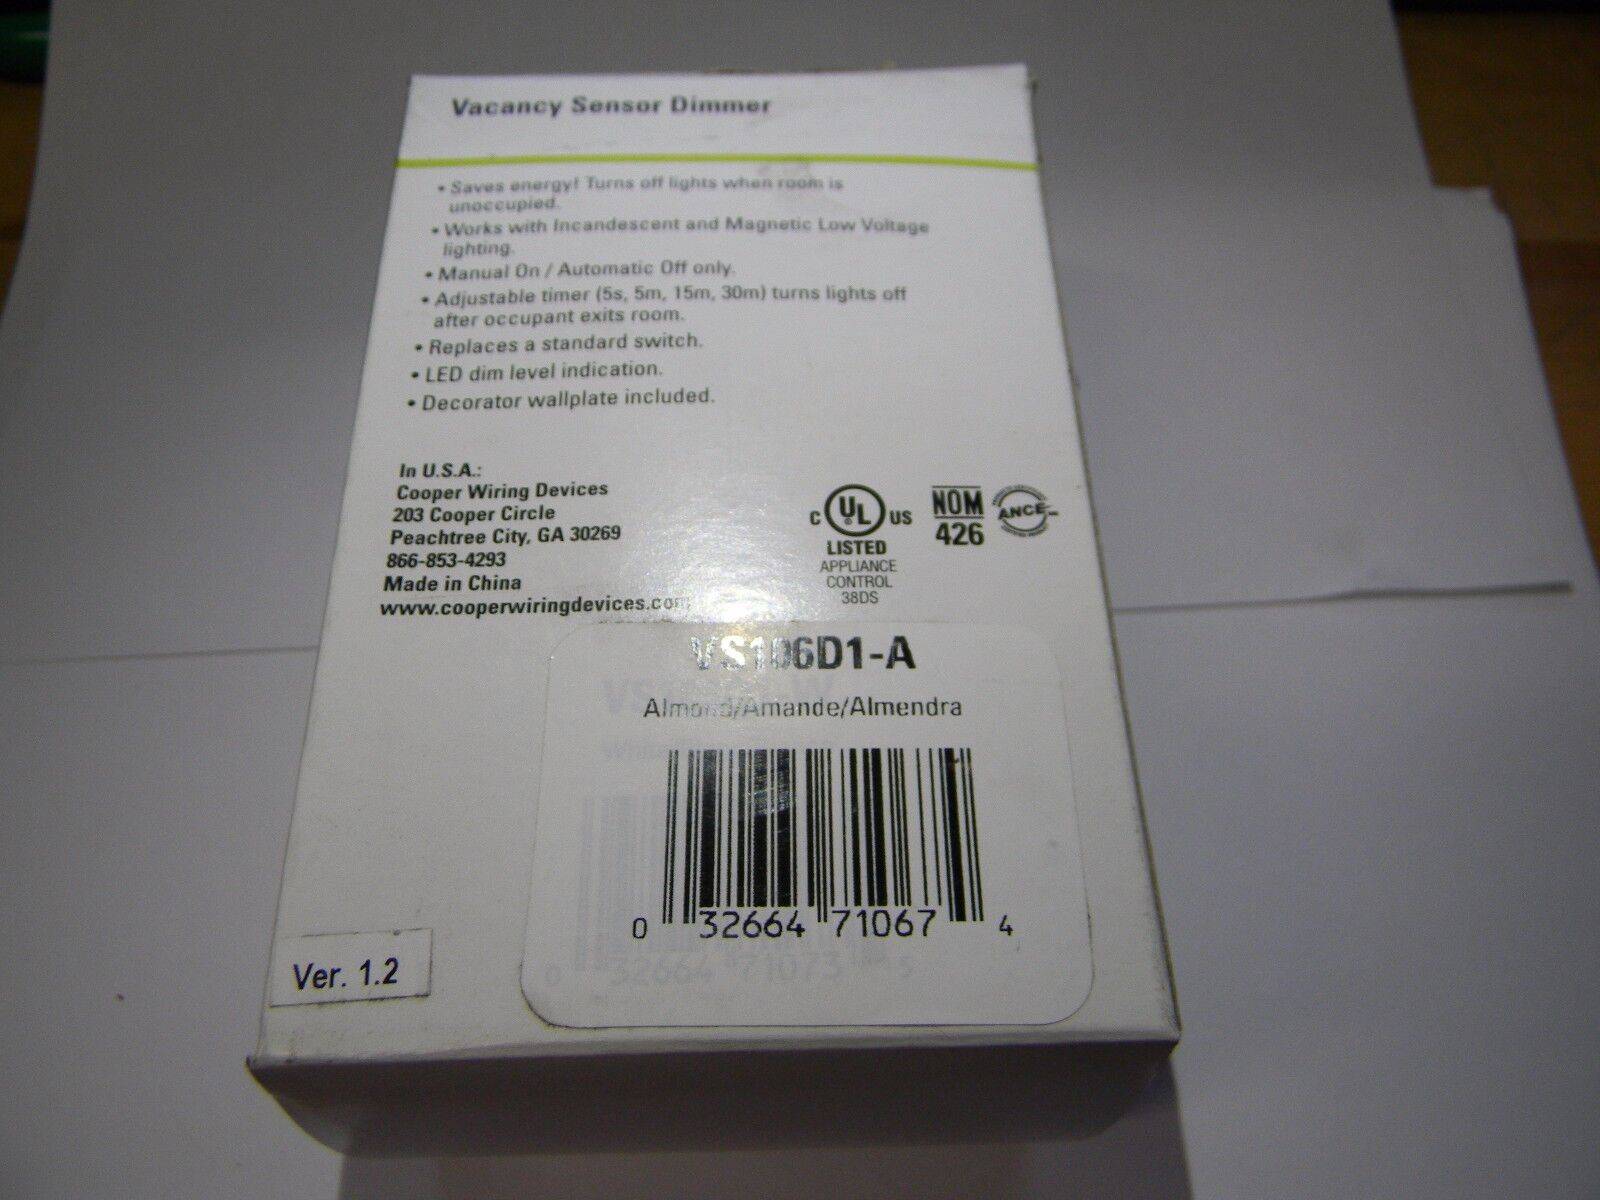 Vacancy Sensor Dimmer
• Saves energy! Turns off lights when room is
unoccupied.
• Works with Incandescent and Magnetic Low Voltage
lighting.
• Manual On / Automatic Off only.
• Adjustable timer (5s, 5m, 15m, 30m) turns lights off
after occupant exits room.
• Replaces a standard switch.
• LED dim level indication.
• Decorator wallplate included.
In U.S.A.:
Cooper Wiring Devices
203 Cooper Circle
Peachtree City, GA 30269
866-853-4293
Made in China
www.cooperwiringdevices.com
C UL US
LISTED
APPLIANCE
CONTROL
38DS
NOM
426
ANCE
VS106D1-A
Almond/Amande/Almendra
0 32664 71067 4
Ver. 1.2